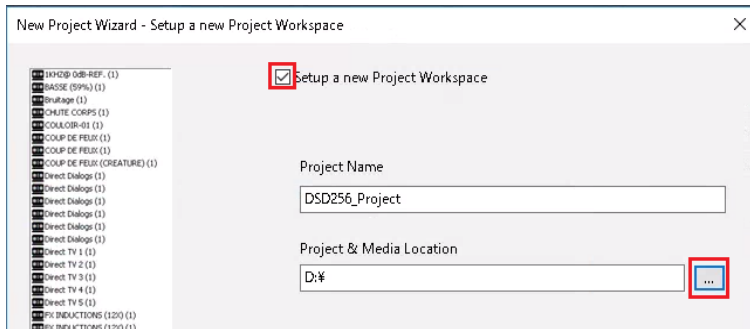 New Project Wizard - Setup a new Project Workspace
1KHZ@ 0dB-REF. (1)
BASSE (59%) (1)
Bruitage (1)
CHUTE CORPS (1)
COULOIR-01 (1)
COUP DE FEUX (1)
COUP DE FEUX (1)
COUP DE FEUX (CREATURE) (1)
Direct Dialogs (1)
Direct Dialogs (1)
Direct Dialogs (1)
Direct Dialogs (1)
Direct Dialogs (1)
Direct TV 1 (1)
Direct TV 2 (1)
Direct TV 3 (1)
Direct TV 4 (1)
Direct TV 5 (1)
FX INDUCTIONS (12X) (1)
FX INDUCTIONS (12X) (1)
Setup a new Project Workspace
Project Name
DSD256_Project
Project & Media Location
D:¥
...